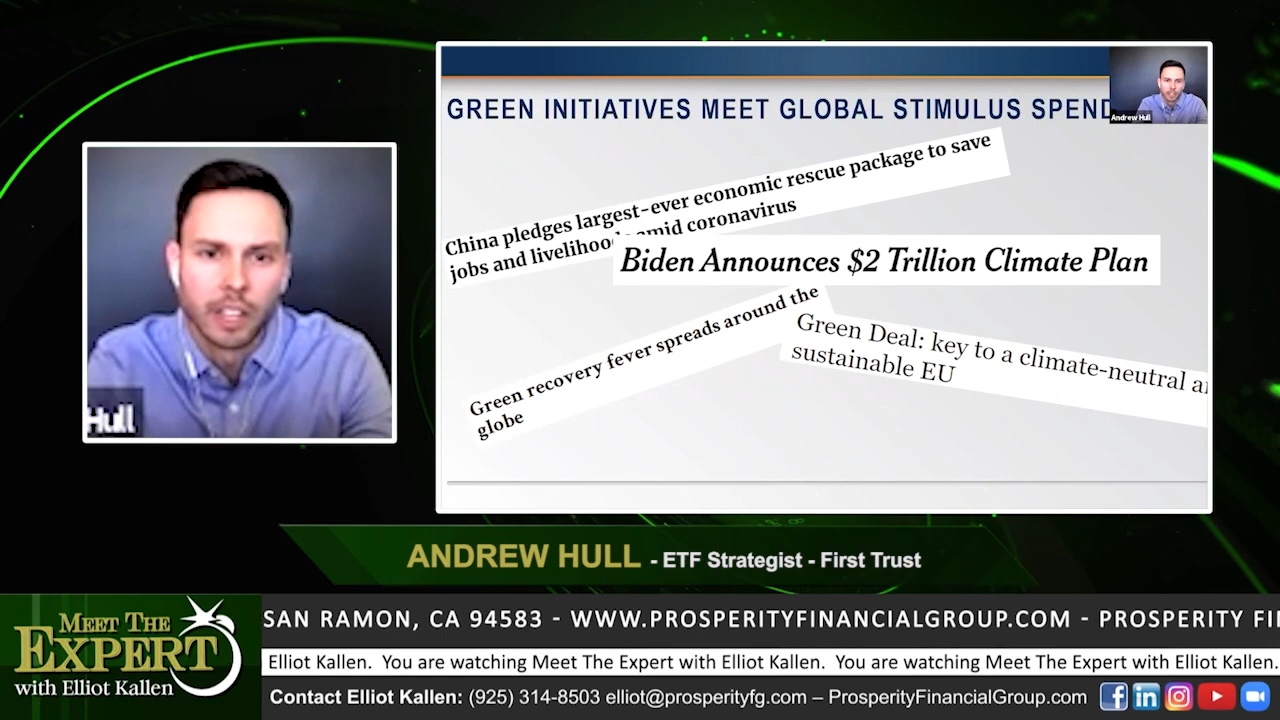 GREEN INITIATIVES MEET GLOBAL STIMULUS SPEND
Andrew Hull
China pledges largest-ever economic rescue package to save
jobs and livelihoods amid coronavirus
Biden Announces $2 Trillion Climate Plan
Green recovery fever spreads around the
globe
Green Deal: key to a climate-neutral
sustainable EU
Hull
ANDREW HULL - ETF Strategist - First Trust
MEET THE
EXPERT
with Elliot Kallen
SAN RAMON, CA 94583 - WWW.PROSPERITYFINANCIALGROUP.COM - PROSPERITY
Elliot Kallen. You are watching Meet The Expert with Elliot Kallen. You are watching Meet The Expert with Elliot Kallen.
Contact Elliot Kallen: (925) 314-8503 elliot@prosperityfg.com – ProsperityFinancialGroup.com